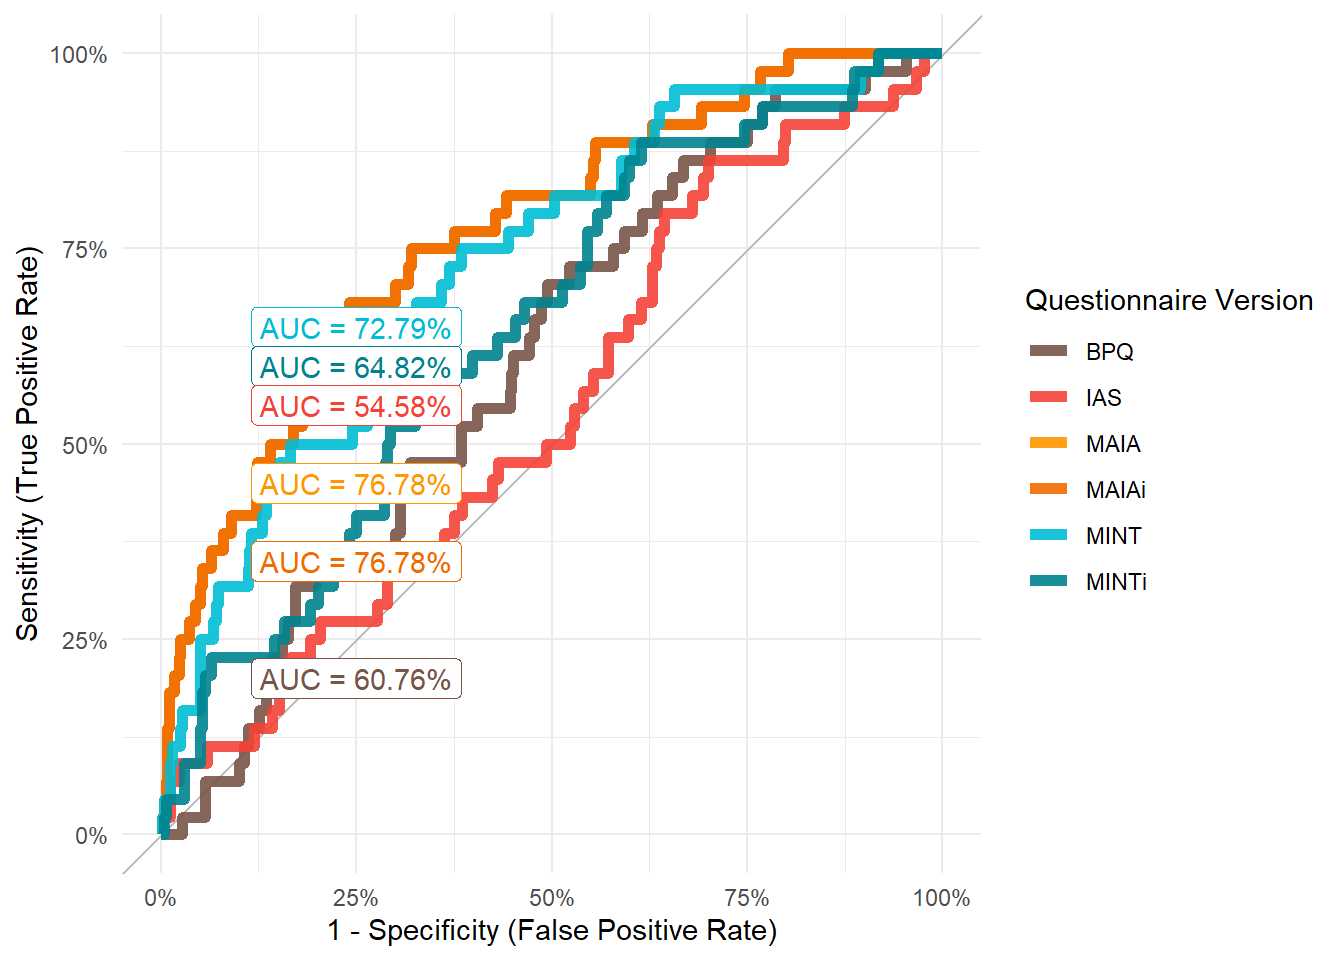 100%
75%
50%
25%
0%
Sensitivity (True Positive Rate)
AUC = 72.79%
AUC = 64.82%
AUC = 54.58%
AUC = 76.78%
AUC = 76.78%
AUC = 60.76%
0%
25%
50%
75%
100%
1 - Specificity (False Positive Rate)
Questionnaire Version
BPQ
IAS
MAIA
MAIAi
MINT
MINTi